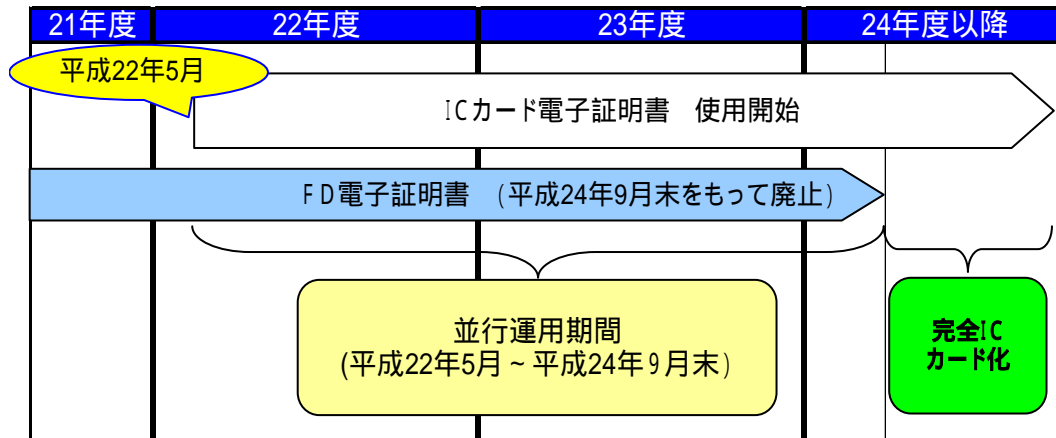 21年度 22年度 23年度 24年度以降
平成22年5月
ICカード電子証明書　使用開始
FD電子証明書　(平成24年9月末をもって廃止)
並行運用期間
(平成22年5月～平成24年9月末)
完全IC
カード化